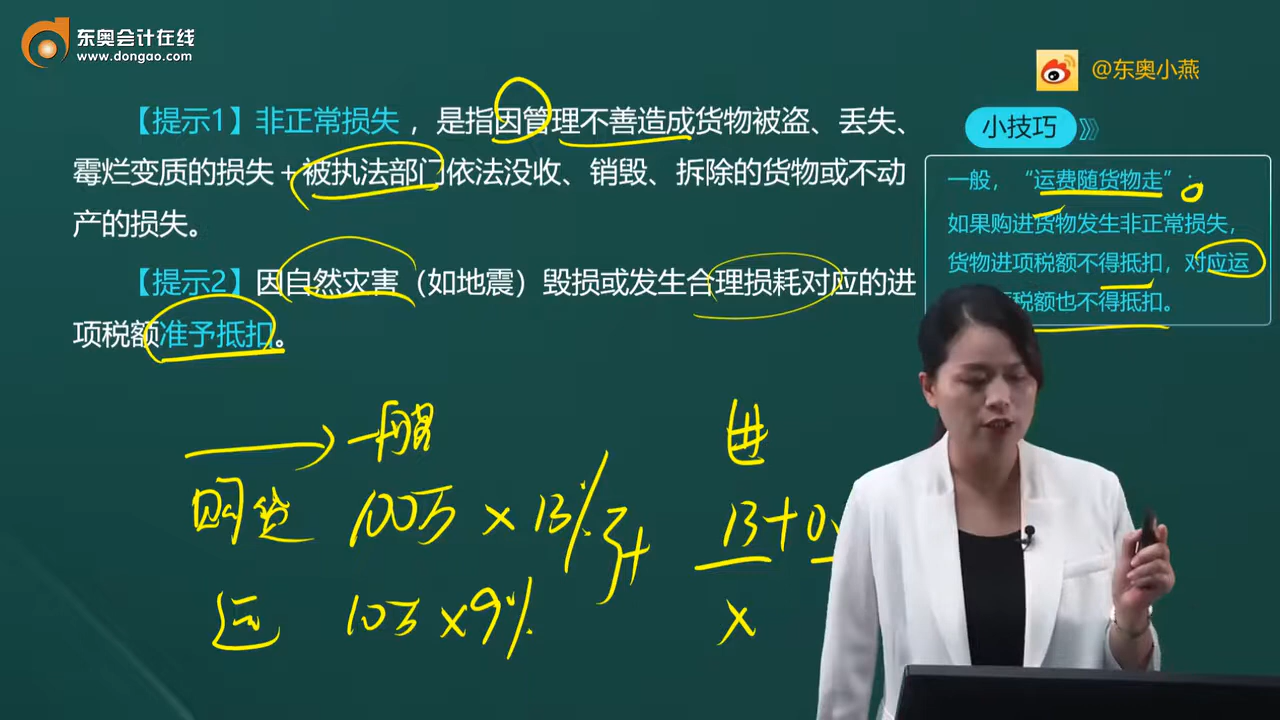 东奥会计在线
www.dongao.com
@东奥小燕
【提示1】非正常损失，是指因管理不善造成货物被盗、丢失、
霉烂变质的损失+被执法部门依法没收、销毁、拆除的货物或不动
产的损失。
【提示2】因自然灾害（如地震）毁损或发生合理损耗对应的进
项税额准予抵扣。
小技巧
一般，“运费随货物走”：
如果购进货物发生非正常损失，
货物进项税额不得抵扣，对应运
项税额也不得抵扣。
一般
进
购货 100万×13%
13+0.
运 10万×9%
×